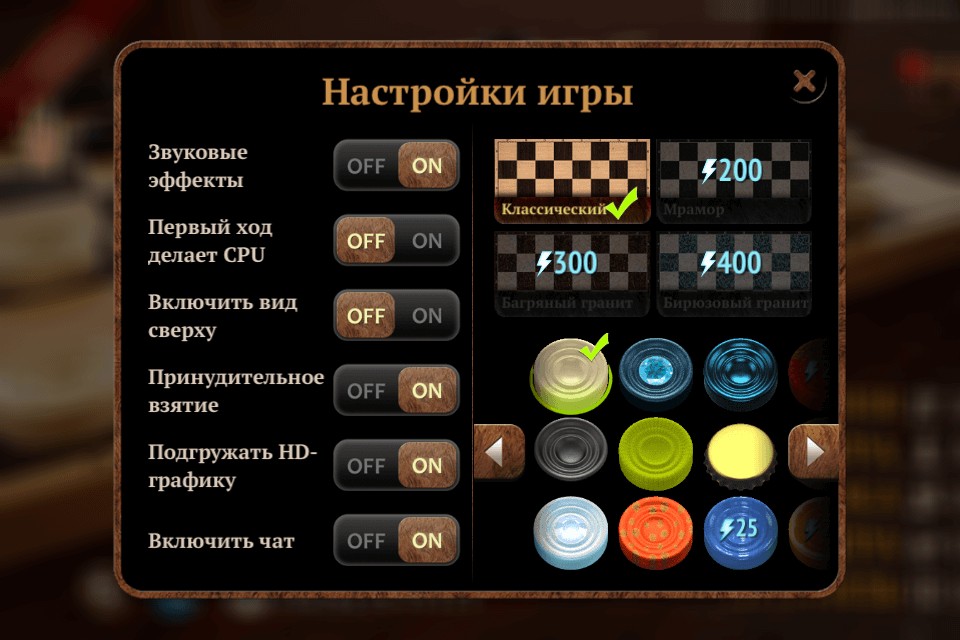 Настройки игры
Звуковые
эффекты
OFF ON
Первый ход
делает CPU
OFF ON
Включить вид
сверху
OFF ON
Принудительное
взятие
OFF ON
Подгружать HD-
графику
OFF ON
Включить чат
OFF ON
Классический
200
Мрамор
300
Багряный гранит
400
Бирюзовый гранит
25